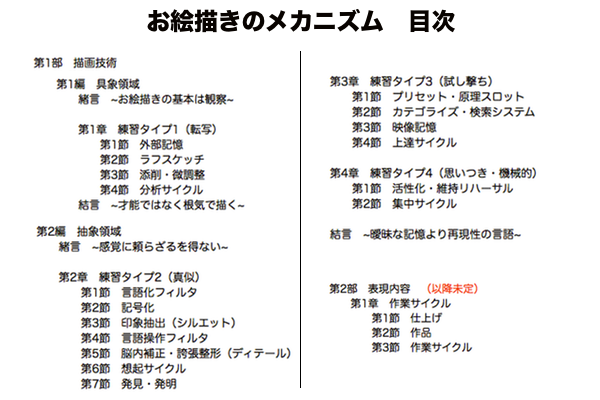 お絵描きのメカニズム　目次
第1部　描画技術
第1編　具象領域
緒言　~お絵描きの基本は観察~
第1章　練習タイプ1（転写）
第1節　外部記憶
第2節　ラフスケッチ
第3節　添削・微調整
第4節　分析サイクル
結言　~才能ではなく根気で描く~
第2編　抽象領域
緒言　~感覚に頼らざるを得ない~
第2章　練習タイプ2（真似）
第1節　言語化フィルタ
第2節　記号化
第3節　印象抽出（シルエット）
第4節　言語操作フィルタ
第5節　脳内補正・誇張整形（ディテール）
第6節　想起サイクル
第7節　発見・発明
第3章　練習タイプ3（試し撃ち）
第1節　プリセット・原理スロット
第2節　カテゴライズ・検索システム
第3節　映像記憶
第4節　上達サイクル
第4章　練習タイプ4（思いつき・機械的）
第1節　活性化・維持リハーサル
第2節　集中サイクル
結言　~曖昧な記憶より再現性の言語~
第2部　表現内容　（以降未定）
第1章　作業サイクル
第1節　仕上げ
第2節　作品
第3節　作業サイクル